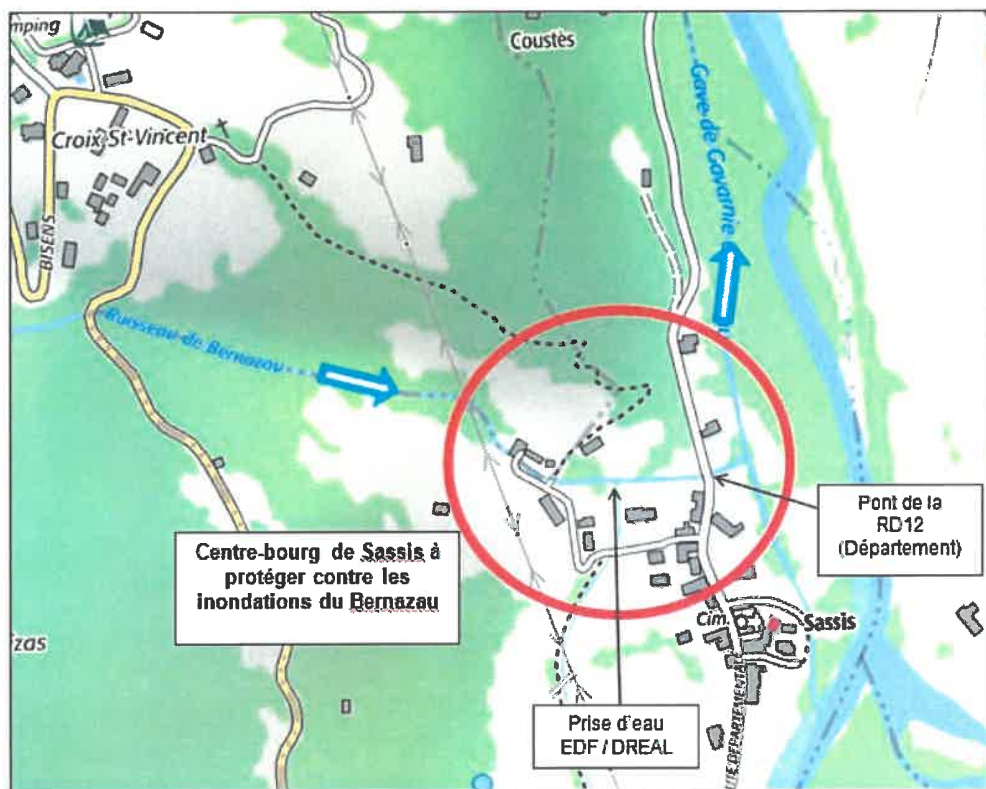 mping
Coustès
Gave de Gavarnie
Croix St-Vincent
BISENS
Ruisseau de Bernazau
Pont de la
RD12
(Département)
Centre-bourg de Sassis à
protéger contre les
inondations du Bernazau
Cim.
Sassis
zas
Prise d'eau
EDF / DREAL
DEPARTEMENTALE